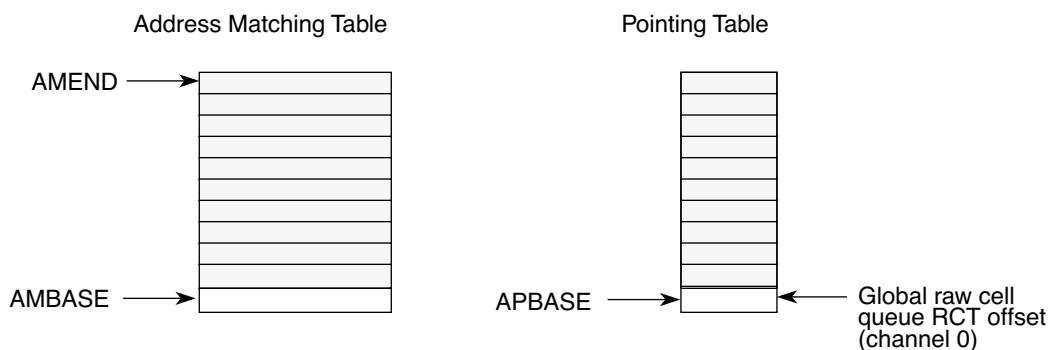 Address Matching Table
Pointing Table
AMEND
AMBASE
APBASE
Global raw cell
queue RCT offset
(channel 0)